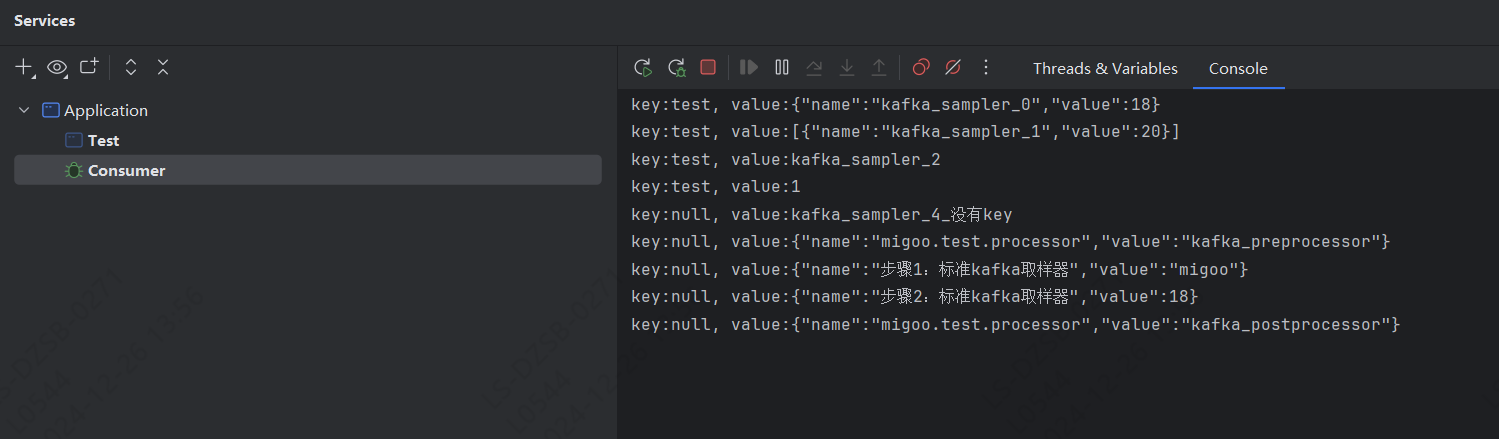 Services
Threads & Variables
Console
Application
Test
Consumer
key:test, value:{"name":"kafka_sampler_0","value":18}
key:test, value:[{"name":"kafka_sampler_1","value":20}]
key:test, value:kafka_sampler_2
key:test, value:1
key:null, value:kafka_sampler_4_没有key
key:null, value:{"name":"migoo.test.processor","value":"kafka_preprocessor"}
key:null, value:{"name":"步骤1：标准kafka取样器","value":"migoo"}
key:null, value:{"name":"步骤2：标准kafka取样器","value":18}
key:null, value:{"name":"migoo.test.processor","value":"kafka_postprocessor"}